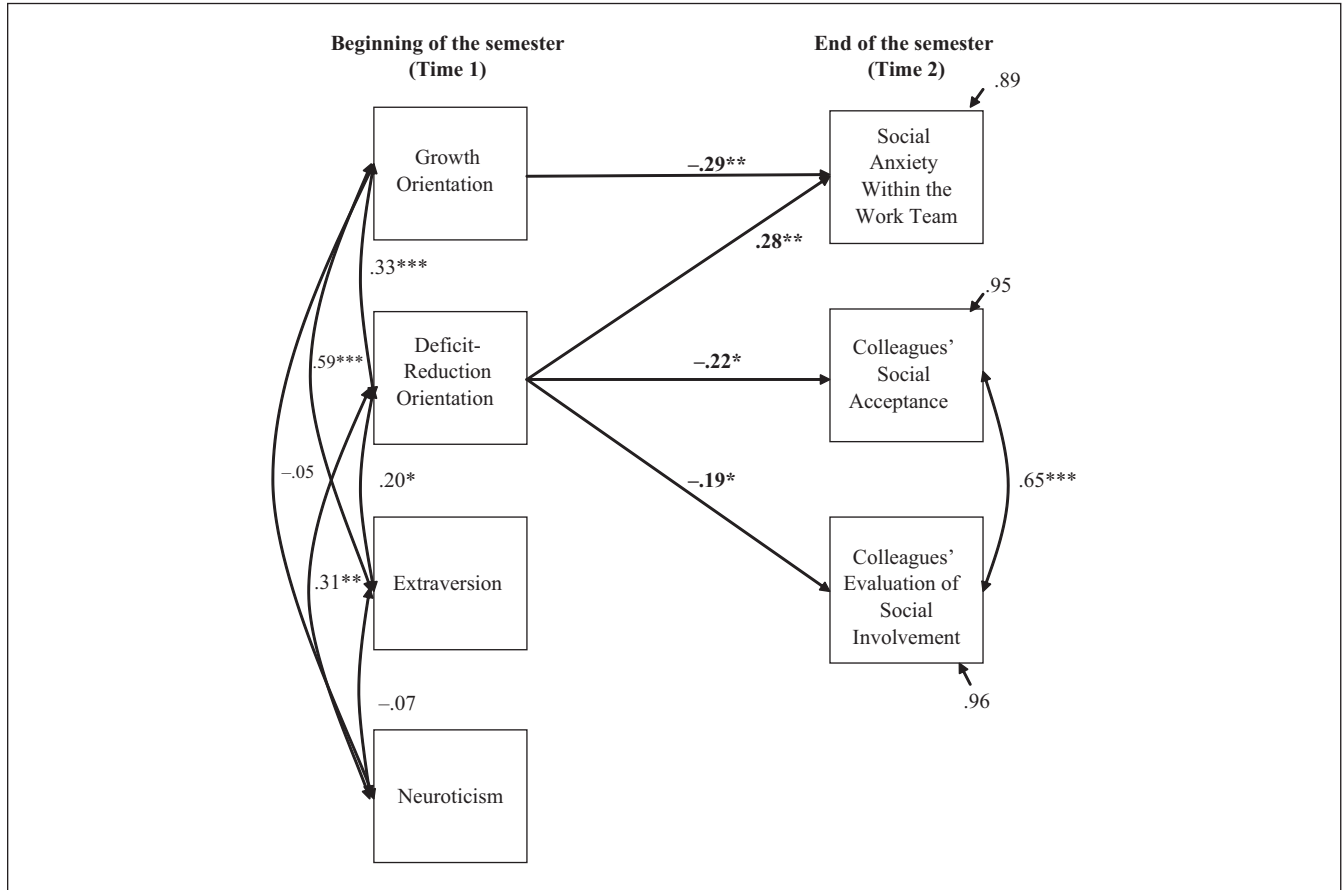 Beginning of the semester
(Time 1)
End of the semester
(Time 2)
.89
Growth
Orientation
–.29**
Social
Anxiety
Within the
Work Team
.28**
.33***
.95
Deficit-
Reduction
Orientation
.59***
–.22*
Colleagues’
Social
Acceptance
–.05
.20*
–.19*
.65***
.31**
Extraversion
Colleagues’
Evaluation of
Social
Involvement
–.07
.96
Neuroticism